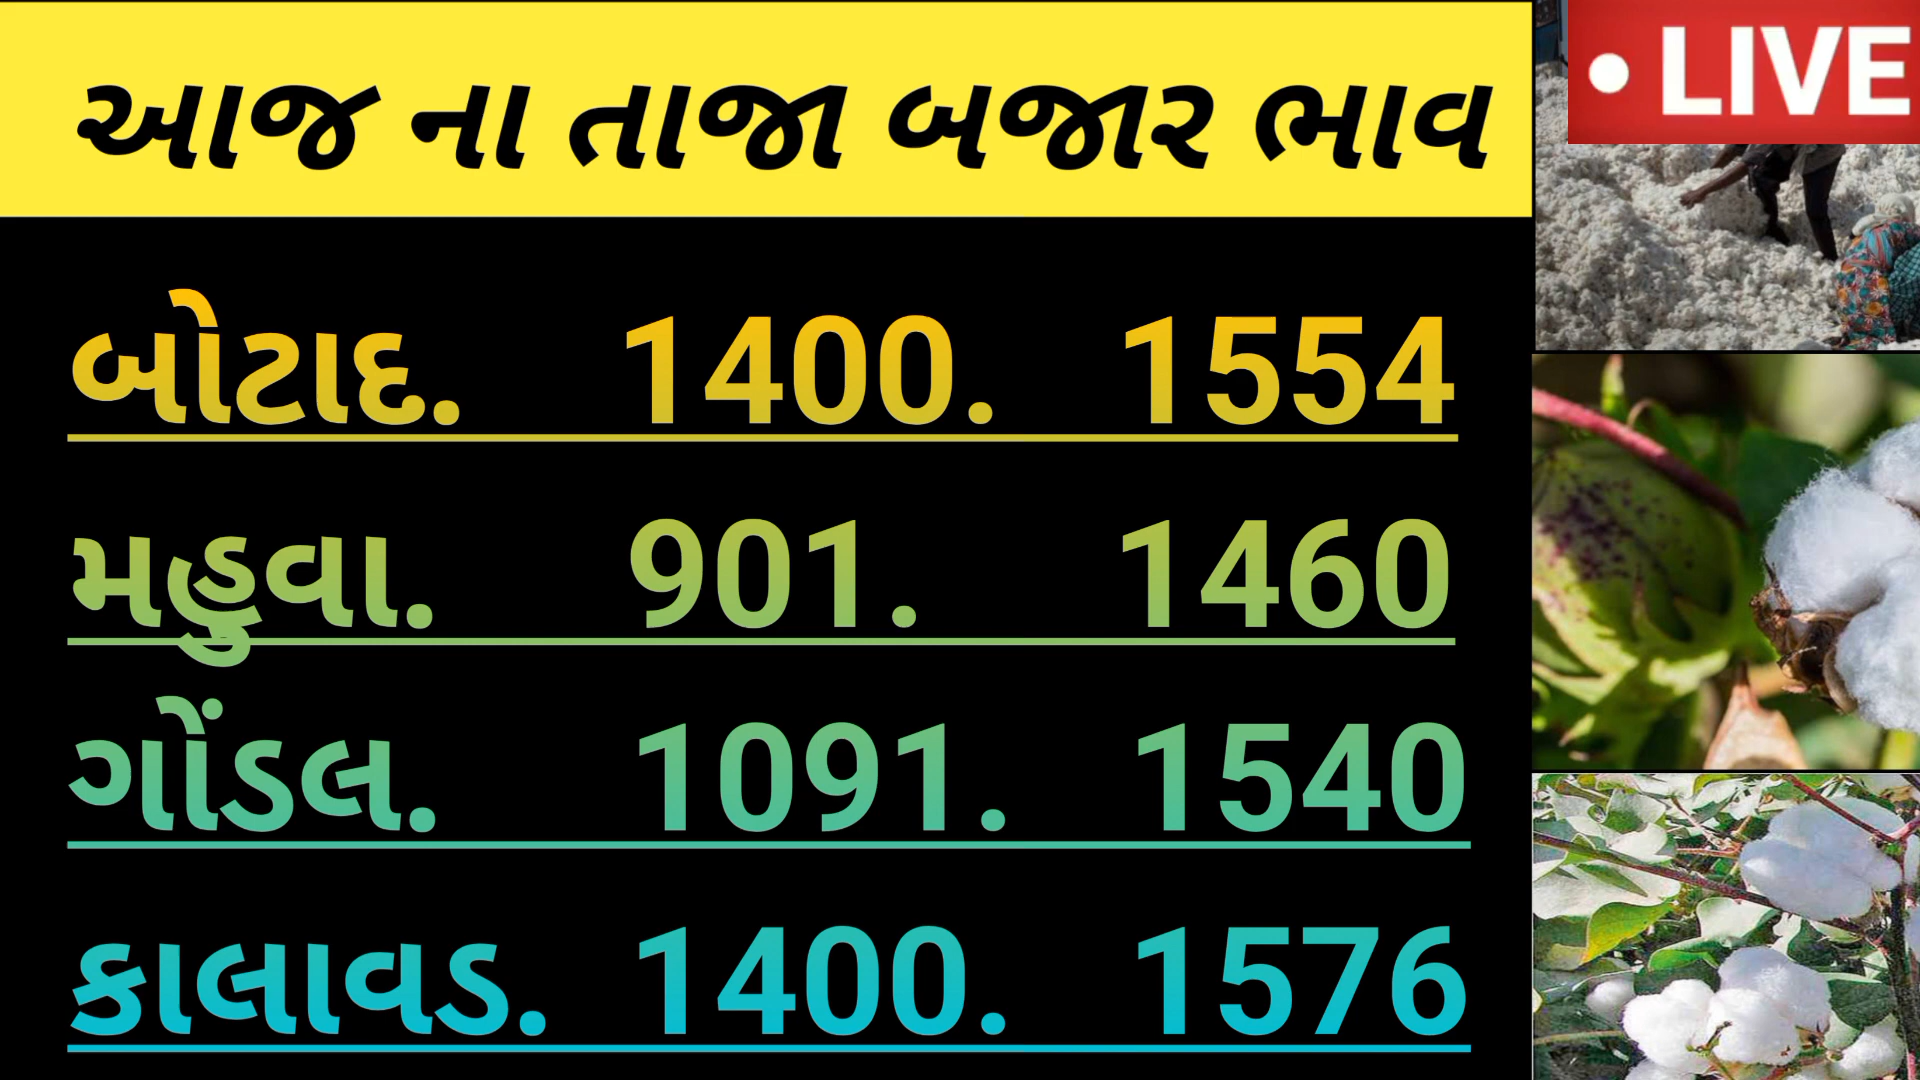 આજ ના તાજા બજાર ભાવ
• LIVE
બોટાદ. 1400. 1554
મહુવા. 901. 1460
ગોંડલ. 1091. 1540
કાલાવડ. 1400. 1576